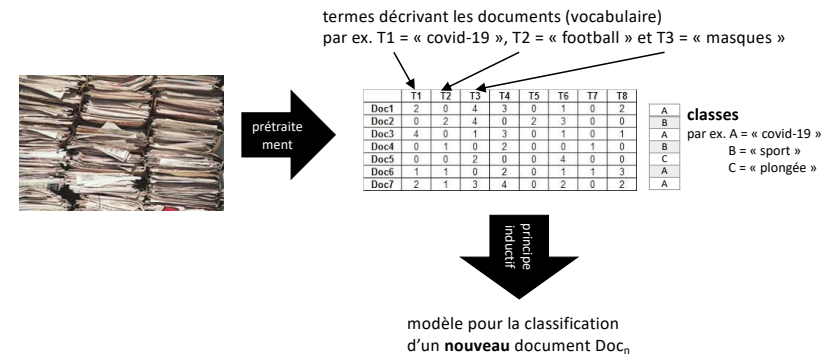 termes décrivant les documents (vocabulaire)
par ex. T1 = « covid-19 », T2 = « football » et T3 = « masques »
T1 T2 T3 T4 T5 T6 T7 T8
Doc1 2 0 4 3 0 1 0 2
Doc2 0 2 4 0 2 3 0 0
Doc3 4 0 1 3 0 1 0 1
Doc4 0 1 0 2 0 0 1 0
Doc5 0 0 2 0 0 4 0 0
Doc6 1 1 0 2 0 1 1 3
Doc7 2 1 3 4 0 2 0 2
A
B
A
B
C
A
A
classes
par ex. A = « covid-19 »
B = « sport »
C = « plongée »
prétraite
ment
principe
inductif
modèle pour la classification
d'un nouveau document Docn